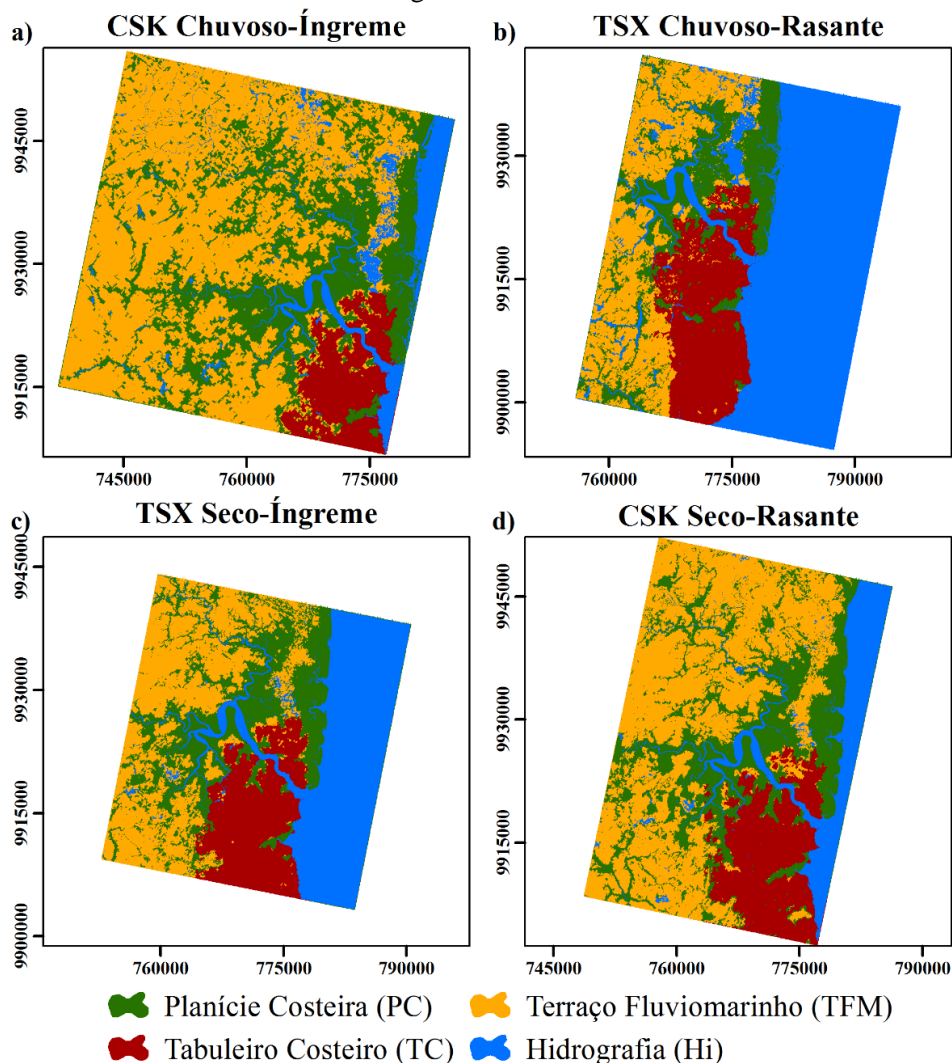 a) CSK Chuvoso-Íngreme
9945000
9930000
9915000
745000 760000 775000
b) TSX Chuvoso-Rasante
9930000
9915000
9900000
760000 775000 790000
c) TSX Seco-Íngreme
9945000
9930000
9915000
9900000
760000 775000 790000
d) CSK Seco-Rasante
9945000
9930000
9915000
745000 760000 775000 790000
Planície Costeira (PC) Terraço Fluviomarinho (TFM)
Tabuleiro Costeiro (TC) Hidrografia (Hi)